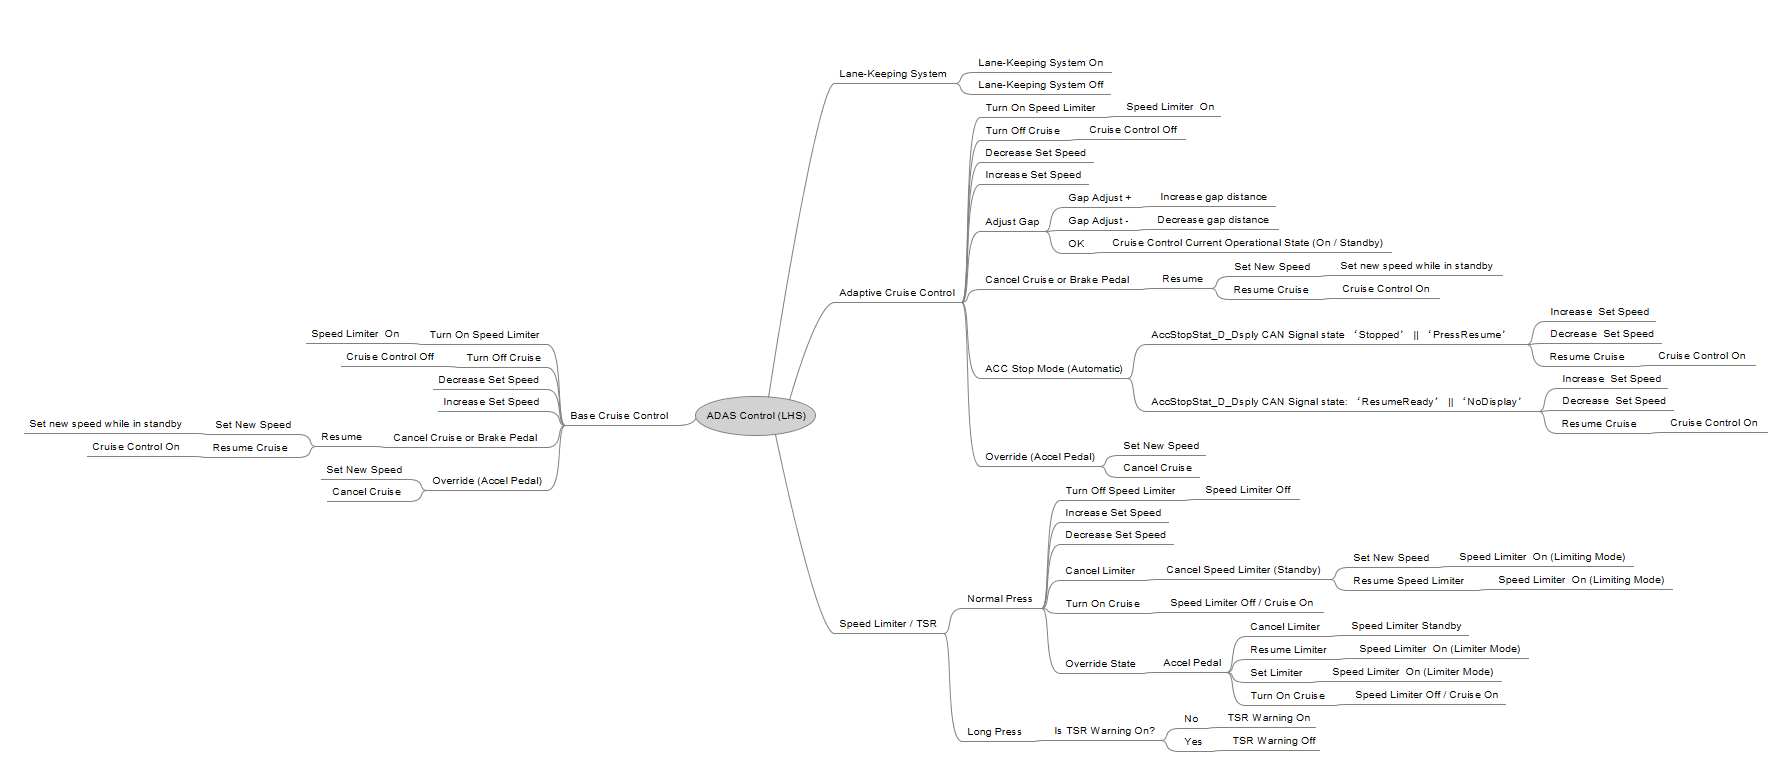 ADAS Control (LHS)
Lane-Keeping System
Lane-Keeping System On
Lane-Keeping System Off
Adaptive Cruise Control
Turn On Speed Limiter
Speed Limiter  On
Turn Off Cruise
Cruise Control Off
Decrease Set Speed
Increase Set Speed
Adjust Gap
Gap Adjust +
Increase gap distance
Gap Adjust -
Decrease gap distance
OK
Cruise Control Current Operational State (On / Standby)
Cancel Cruise or Brake Pedal
Resume
Set New Speed
Set new speed while in standby
Resume Cruise
Cruise Control On
ACC Stop Mode (Automatic)
AccStopStat_D_Dsply CAN Signal state ‘Stopped’ || ‘PressResume’
Increase  Set Speed
Decrease  Set Speed
Resume Cruise
Cruise Control On
AccStopStat_D_Dsply CAN Signal state: ‘ResumeReady’ || ‘NoDisplay’
Increase  Set Speed
Decrease  Set Speed
Resume Cruise
Cruise Control On
Override (Accel Pedal)
Set New Speed
Cancel Cruise
Speed Limiter / TSR
Normal Press
Turn Off Speed Limiter
Speed Limiter Off
Increase Set Speed
Decrease Set Speed
Cancel Limiter
Cancel Speed Limiter (Standby)
Set New Speed
Speed Limiter  On (Limiting Mode)
Resume Speed Limiter
Speed Limiter  On (Limiting Mode)
Turn On Cruise
Speed Limiter Off / Cruise On
Override State
Accel Pedal
Cancel Limiter
Speed Limiter Standby
Resume Limiter
Speed Limiter  On (Limiter Mode)
Set Limiter
Speed Limiter  On (Limiter Mode)
Turn On Cruise
Speed Limiter Off / Cruise On
Long Press
Is TSR Warning On?
No
TSR Warning On
Yes
TSR Warning Off
Base Cruise Control
Turn On Speed Limiter
Speed Limiter  On
Turn Off Cruise
Cruise Control Off
Decrease Set Speed
Increase Set Speed
Cancel Cruise or Brake Pedal
Resume
Set New Speed
Set new speed while in standby
Resume Cruise
Cruise Control On
Override (Accel Pedal)
Set New Speed
Cancel Cruise